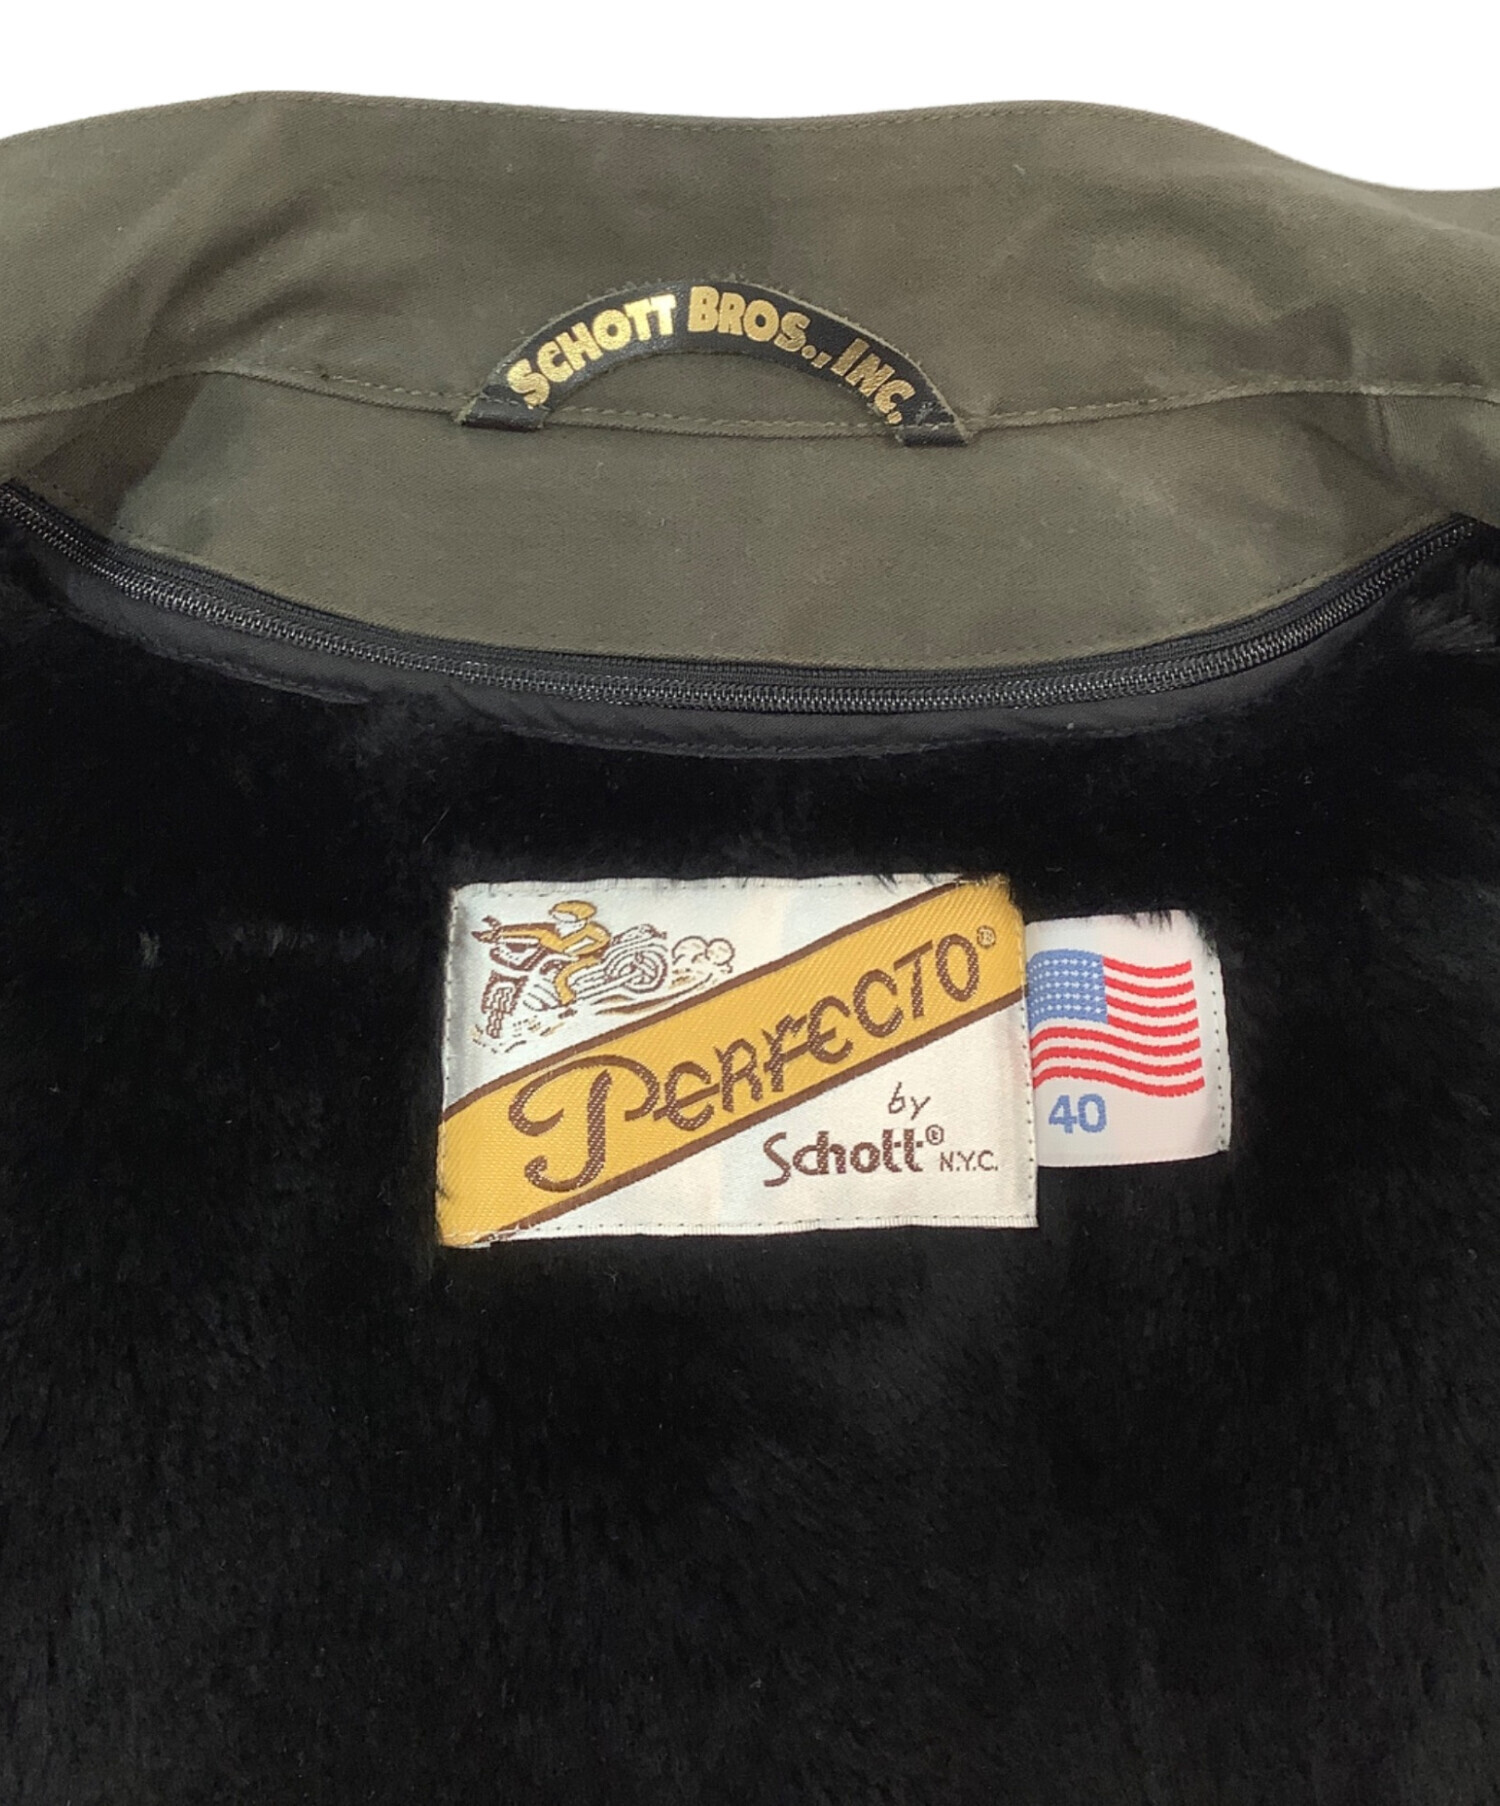 SCHOTT BROS., INC.
PERFECTO®
by
Schott® N.Y.C.
40